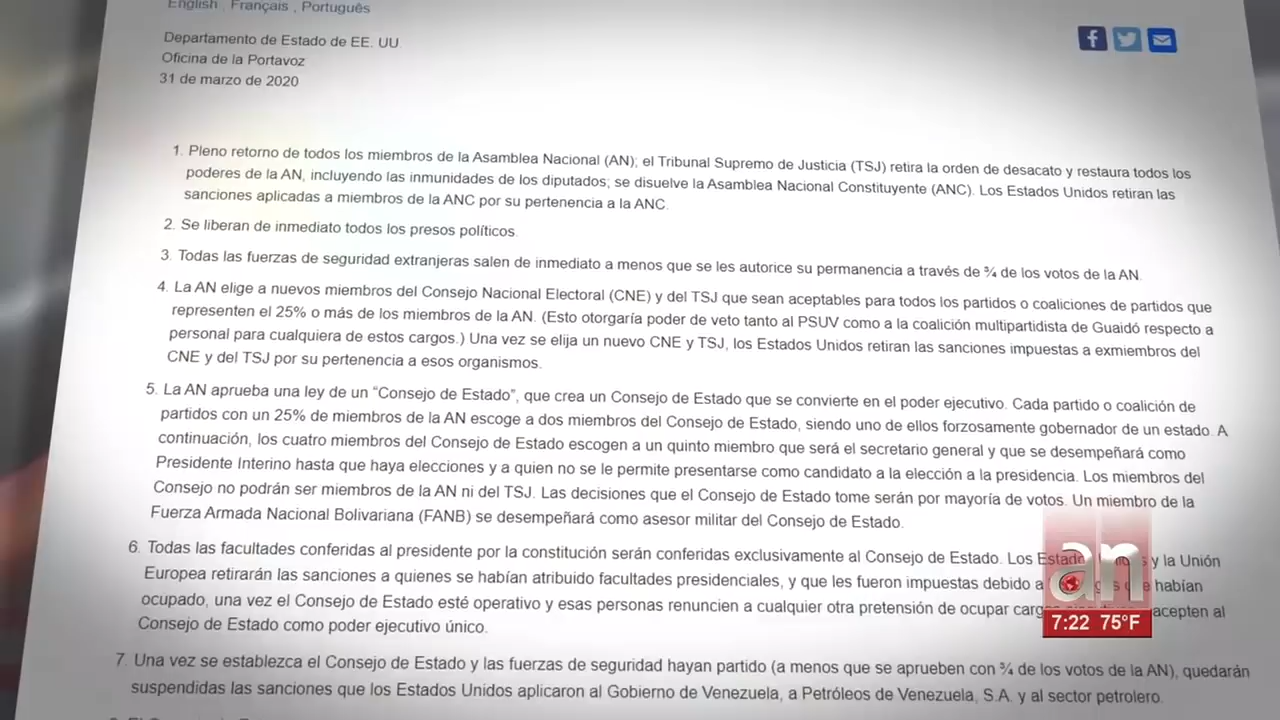 English , Français , Português
Departamento de Estado de EE. UU.
Oficina de la Portavoz
31 de marzo de 2020
1. Pleno retorno de todos los miembros de la Asamblea Nacional (AN); el Tribunal Supremo de Justicia (TSJ) retira la orden de desacato y restaura todos los
poderes de la AN, incluyendo las inmunidades de los diputados; se disuelve la Asamblea Nacional Constituyente (ANC). Los Estados Unidos retiran las
sanciones aplicadas a miembros de la ANC por su pertenencia a la ANC.
2. Se liberan de inmediato todos los presos políticos.
3. Todas las fuerzas de seguridad extranjeras salen de inmediato a menos que se les autorice su permanencia a través de ¾ de los votos de la AN.
4. La AN elige a nuevos miembros del Consejo Nacional Electoral (CNE) y del TSJ que sean aceptables para todos los partidos o coaliciones de partidos que
representen el 25% o más de los miembros de la AN. (Esto otorgaría poder de veto tanto al PSUV como a la coalición multipartidista de Guaidó respecto a
personal para cualquiera de estos cargos.) Una vez se elija un nuevo CNE y TSJ, los Estados Unidos retiran las sanciones impuestas a exmiembros del
CNE y del TSJ por su pertenencia a esos organismos.
5. La AN aprueba una ley de un “Consejo de Estado”, que crea un Consejo de Estado que se convierte en el poder ejecutivo. Cada partido o coalición de
partidos con un 25% de miembros de la AN escoge a dos miembros del Consejo de Estado, siendo uno de ellos forzosamente gobernador de un estado. A
continuación, los cuatro miembros del Consejo de Estado escogen a un quinto miembro que será el secretario general y que se desempeñará como
Presidente Interino hasta que haya elecciones y a quien no se le permite presentarse como candidato a la elección a la presidencia. Los miembros del
Consejo no podrán ser miembros de la AN ni del TSJ. Las decisiones que el Consejo de Estado tome serán por mayoría de votos. Un miembro de la
Fuerza Armada Nacional Bolivariana (FANB) se desempeñará como asesor militar del Consejo de Estado.
6. Todas las facultades conferidas al presidente por la constitución serán conferidas exclusivamente al Consejo de Estado. Los y la Unión
Europea retirarán las sanciones a quienes se habían atribuido facultades presidenciales, y que les fueron impuestas debido a habían
ocupado, una vez el Consejo de Estado esté operativo y esas personas renuncien a cualquier otra pretensión de ocupar acepten al
Consejo de Estado como poder ejecutivo único.
7. Una vez se establezca el Consejo de Estado y las fuerzas de seguridad hayan partido (a menos que se aprueben con ¾ de los votos de la AN), quedarán
suspendidas las sanciones que los Estados Unidos aplicaron al Gobierno de Venezuela, a Petróleos de Venezuela, S.A. y al sector petrolero.
an
7:22 75°F